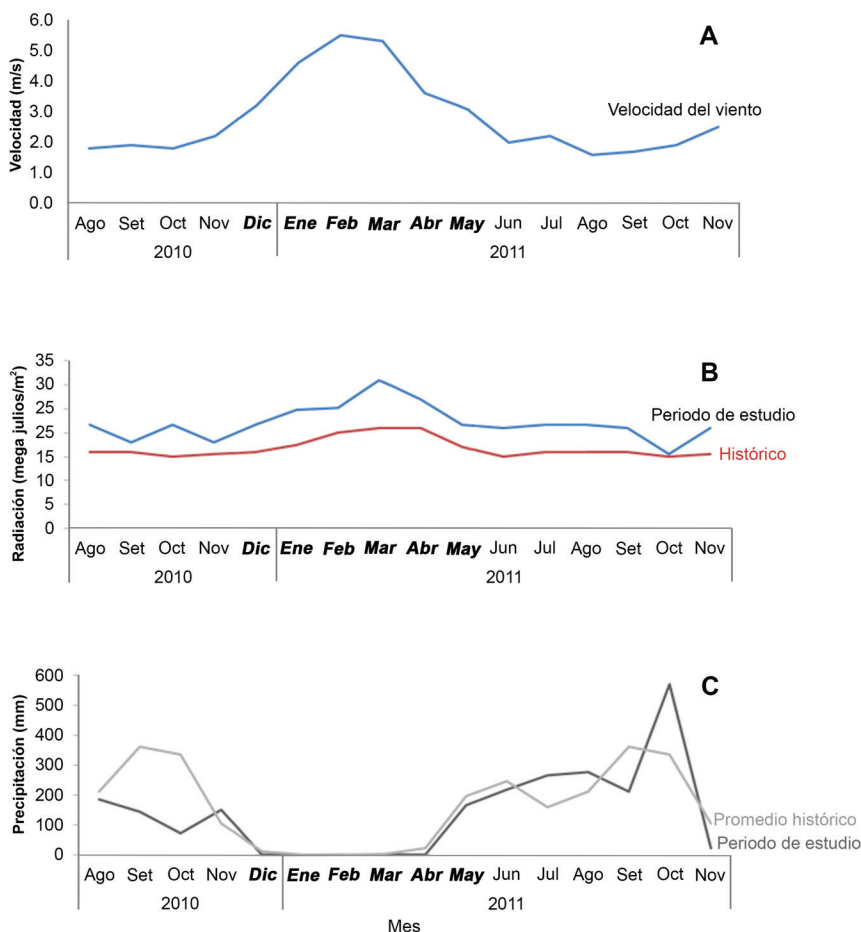 A
Velocidad (m/s)
6.0
5.0
4.0
3.0
2.0
1.0
0.0
Velocidad del viento
Ago Set Oct Nov Dic Ene Feb Mar Abr May Jun Jul Ago Set Oct Nov
2010 2011
B
Radiación (mega julios/m²)
35
30
25
25
15
10
5
0
Periodo de estudio
Histórico
Ago Set Oct Nov Dic Ene Feb Mar Abr May Jun Jul Ago Set Oct Nov
2010 2011
C
Precipitación (mm)
600
500
400
300
200
100
0
Promedio histórico
Periodo de estudio
Ago Set Oct Nov Dic Ene Feb Mar Abr May Jun Jul Ago Set Oct Nov
2010 2011
Mes